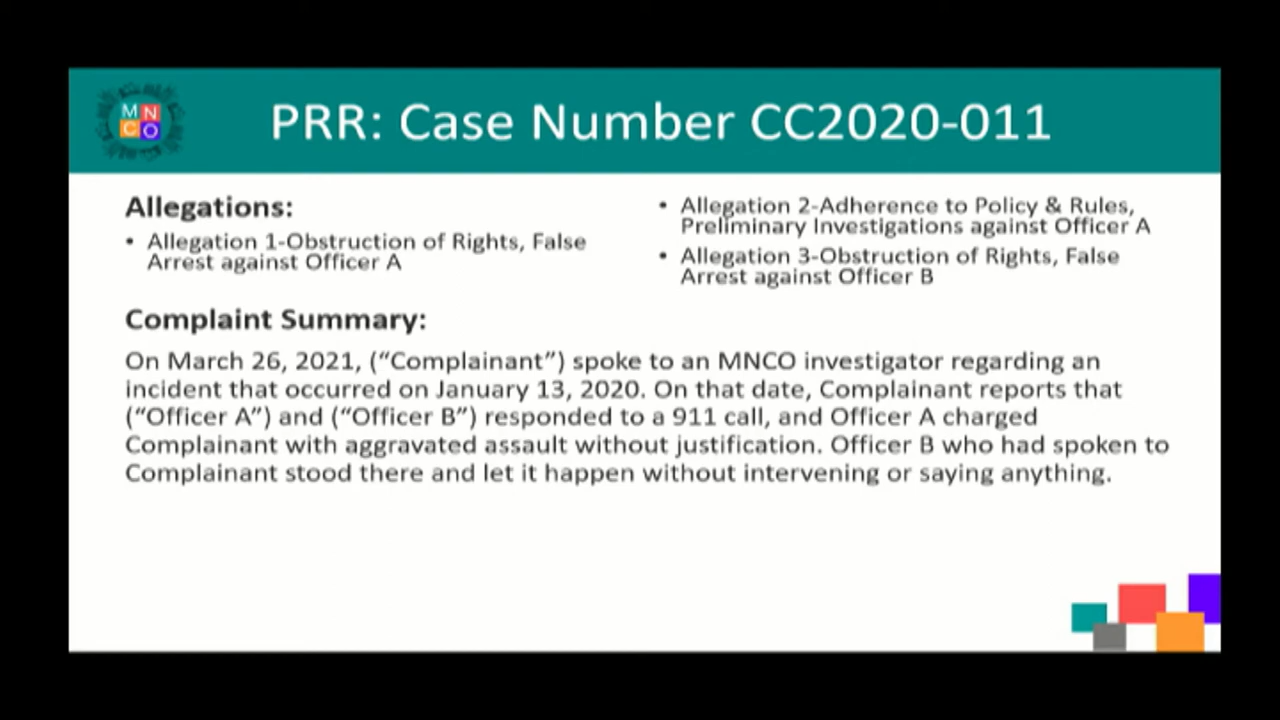 MN
CO
PRR: Case Number CC2020-011
Allegations:
• Allegation 1-Obstruction of Rights, False
Arrest against Officer A
• Allegation 2-Adherence to Policy & Rules,
Preliminary Investigations against Officer A
• Allegation 3-Obstruction of Rights, False
Arrest against Officer B
Complaint Summary:
On March 26, 2021, (“Complainant”) spoke to an MNCO investigator regarding an
incident that occurred on January 13, 2020. On that date, Complainant reports that
(“Officer A”) and (“Officer B”) responded to a 911 call, and Officer A charged
Complainant with aggravated assault without justification. Officer B who had spoken to
Complainant stood there and let it happen without intervening or saying anything.